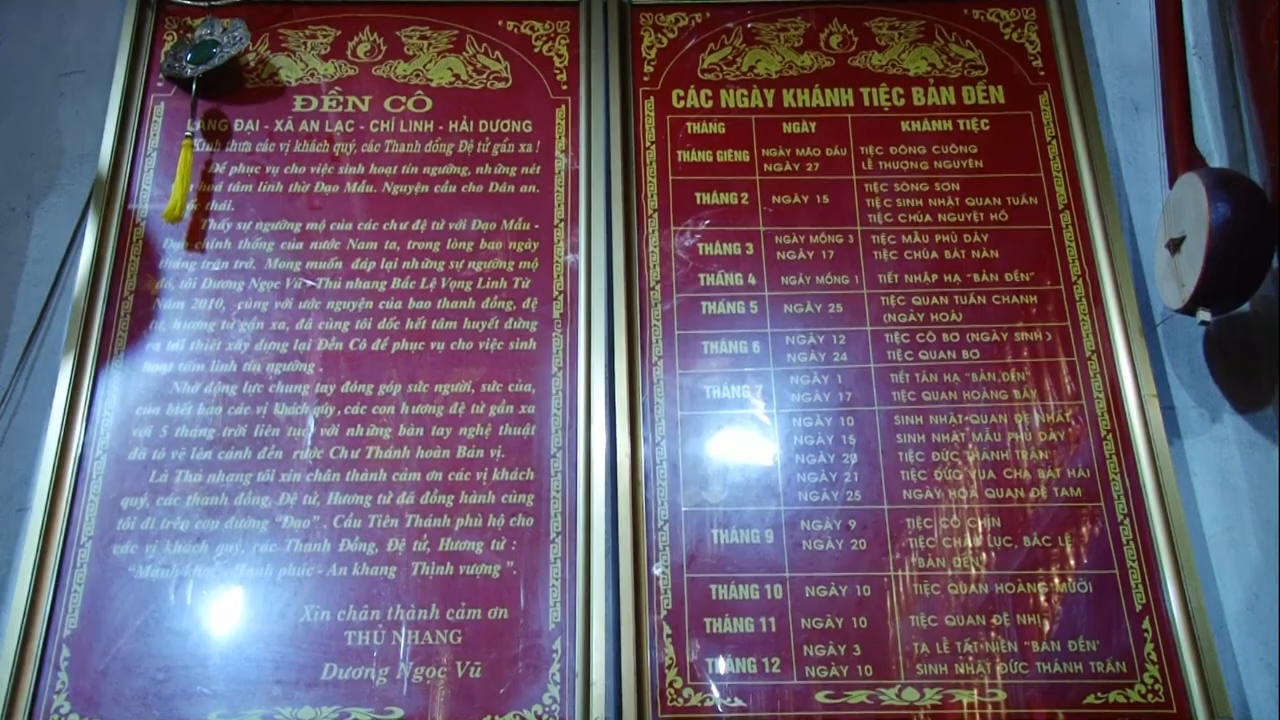 ĐỀN CÔ
LÀNG ĐẠI - XÃ AN LẠC - CHÍ LINH - HẢI DƯƠNG
Kính thưa các vị khách quý, các Thanh đồng Đệ tử gần xa !
Để phục vụ cho việc sinh hoạt tín ngưỡng, những nét
hoá tâm linh thờ Đạo Mẫu. Nguyện cầu cho Dân an.
thái.
Thấy sự ngưỡng mộ của các chư đệ tử với Đạo Mẫu -
Đạo chính thống của nước Nam ta, trong lòng bao ngày
tháng trăn trở. Mong muốn đáp lại những sự ngưỡng mộ
đó, tôi Dương Ngọc Vũ - Thủ nhang Bắc Lệ Vọng Linh Từ
Năm 2010, cùng với ước nguyện của bao thanh đồng, đệ
tử, hương tử gần xa, đã cùng tôi dốc hết tâm huyết đứng
ra tái thiết xây dựng lại Đền Cô để phục vụ cho việc sinh
hoạt tâm linh tín ngưỡng .
Nhờ động lực chung tay đóng góp sức người, sức của,
của biết bao các vị khách quý, các con hương đệ tử gần xa
với 5 tháng trời liên tục với những bàn tay nghệ thuật
đã tô vẽ lên cảnh đền rước Chư Thánh hoàn Bản vị.
Là Thủ nhang tôi xin chân thành cảm ơn các vị khách
quý, các thanh đồng, Đệ tử, Hương tử đã đồng hành cùng
tôi đi trên con đường "Đạo" . Cầu Tiên Thánh phù hộ cho
các vị khách quý, các Thanh Đồng, Đệ tử, Hương tử :
"Mạnh khoẻ - Hạnh phúc - An khang Thịnh vượng ".
Xin chân thành cảm ơn
THỦ NHANG
Dương Ngọc Vũ
CÁC NGÀY KHÁNH TIỆC BẢN ĐỀN
THÁNG NGÀY KHÁNH TIỆC
THÁNG GIÊNG NGÀY MÃO ĐẦU TIỆC ĐÔNG CUÔNG
NGÀY 27 LỄ THƯỢNG NGUYÊN
TIỆC SÒNG SƠN
THÁNG 2 NGÀY 15 TIỆC SINH NHẬT QUAN TUẦN
TIỆC CHÚA NGUYỆT HỒ
THÁNG 3 NGÀY MỒNG 3 TIỆC MẪU PHỦ DÀY
NGÀY 17 TIỆC CHÚA BÁT NÀN
THÁNG 4 NGÀY MỒNG 1 TIẾT NHẬP HẠ "BẢN ĐỀN"
THÁNG 5 NGÀY 25 TIỆC QUAN TUẦN CHANH
(NGÀY HOÁ)
THÁNG 6 NGÀY 12 TIỆC CÔ BƠ (NGÀY SINH)
NGÀY 24 TIỆC QUAN BƠ
THÁNG 7 NGÀY 1 TIẾT TÁN HẠ "BẢN ĐỀN"
NGÀY 17 TIỆC QUAN HOÀNG BẢY
NGÀY 10 SINH NHẬT QUAN ĐỆ NHẤT
NGÀY 15 SINH NHẬT MẪU PHỦ DÀY
NGÀY 20 TIỆC ĐỨC THÁNH TRẦN
NGÀY 21 TIỆC ĐỨC VUA CHA BÁT HẢI
NGÀY 25 NGÀY HOÁ QUAN ĐỆ TAM
THÁNG 9 NGÀY 9 TIỆC CÔ CHÍN
NGÀY 20 TIỆC CHẦU LỤC, BẮC LỆ
"BẢN ĐỀN"
THÁNG 10 NGÀY 10 TIỆC QUAN HOÀNG MƯỜI
THÁNG 11 NGÀY 10 TIỆC QUAN ĐỆ NHỊ
THÁNG 12 NGÀY 3 TẠ LỄ TẤT NIÊN "BẢN ĐỀN"
NGÀY 10 SINH NHẬT ĐỨC THÁNH TRẦN